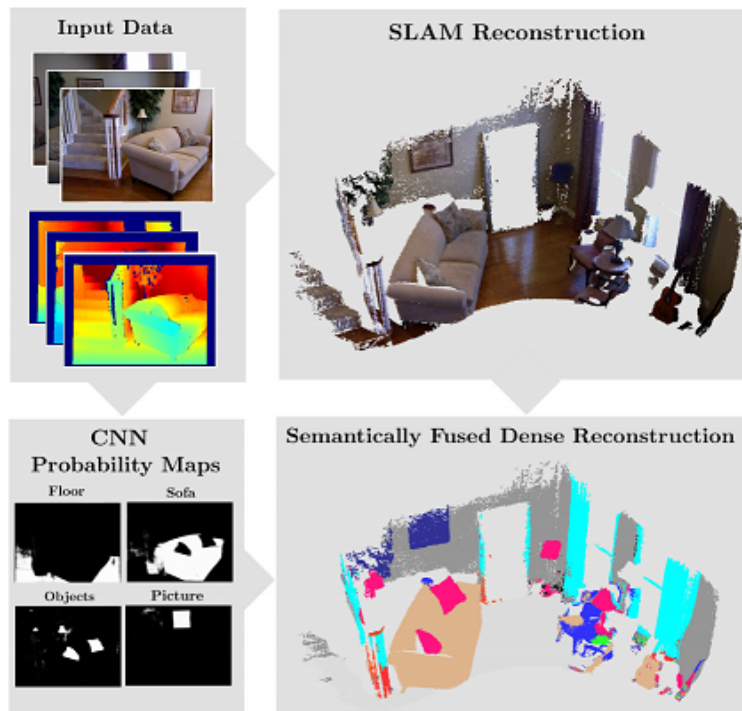 Input Data
SLAM Reconstruction
CNN
Probability Maps
Floor
Sofa
Objects
Picture
Semantically Fused Dense Reconstruction